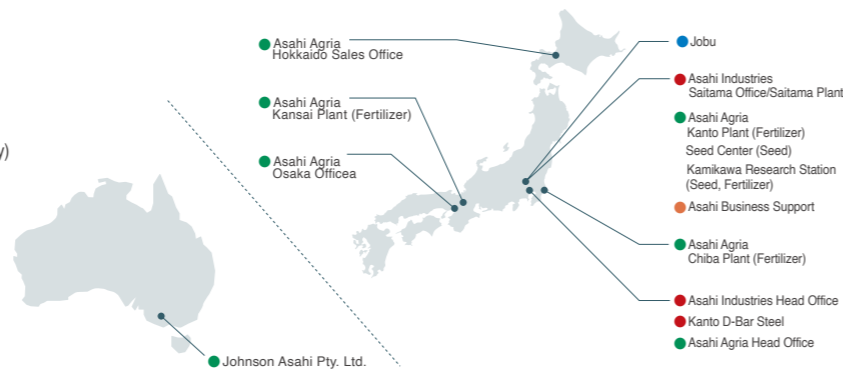 y)
Asahi Agria
Hokkaido Sales Office
Asahi Agria
Kansai Plant (Fertilizer)
Asahi Agria
Osaka Officea
Johnson Asahi Pty. Ltd.
Jobu
Asahi Industries
Saitama Office/Saitama Plant
Asahi Agria
Kanto Plant (Fertilizer)
Seed Center (Seed)
Kamikawa Research Station
(Seed, Fertilizer)
Asahi Business Support
Asahi Agria
Chiba Plant (Fertilizer)
Asahi Industries Head Office
Kanto D-Bar Steel
Asahi Agria Head Office